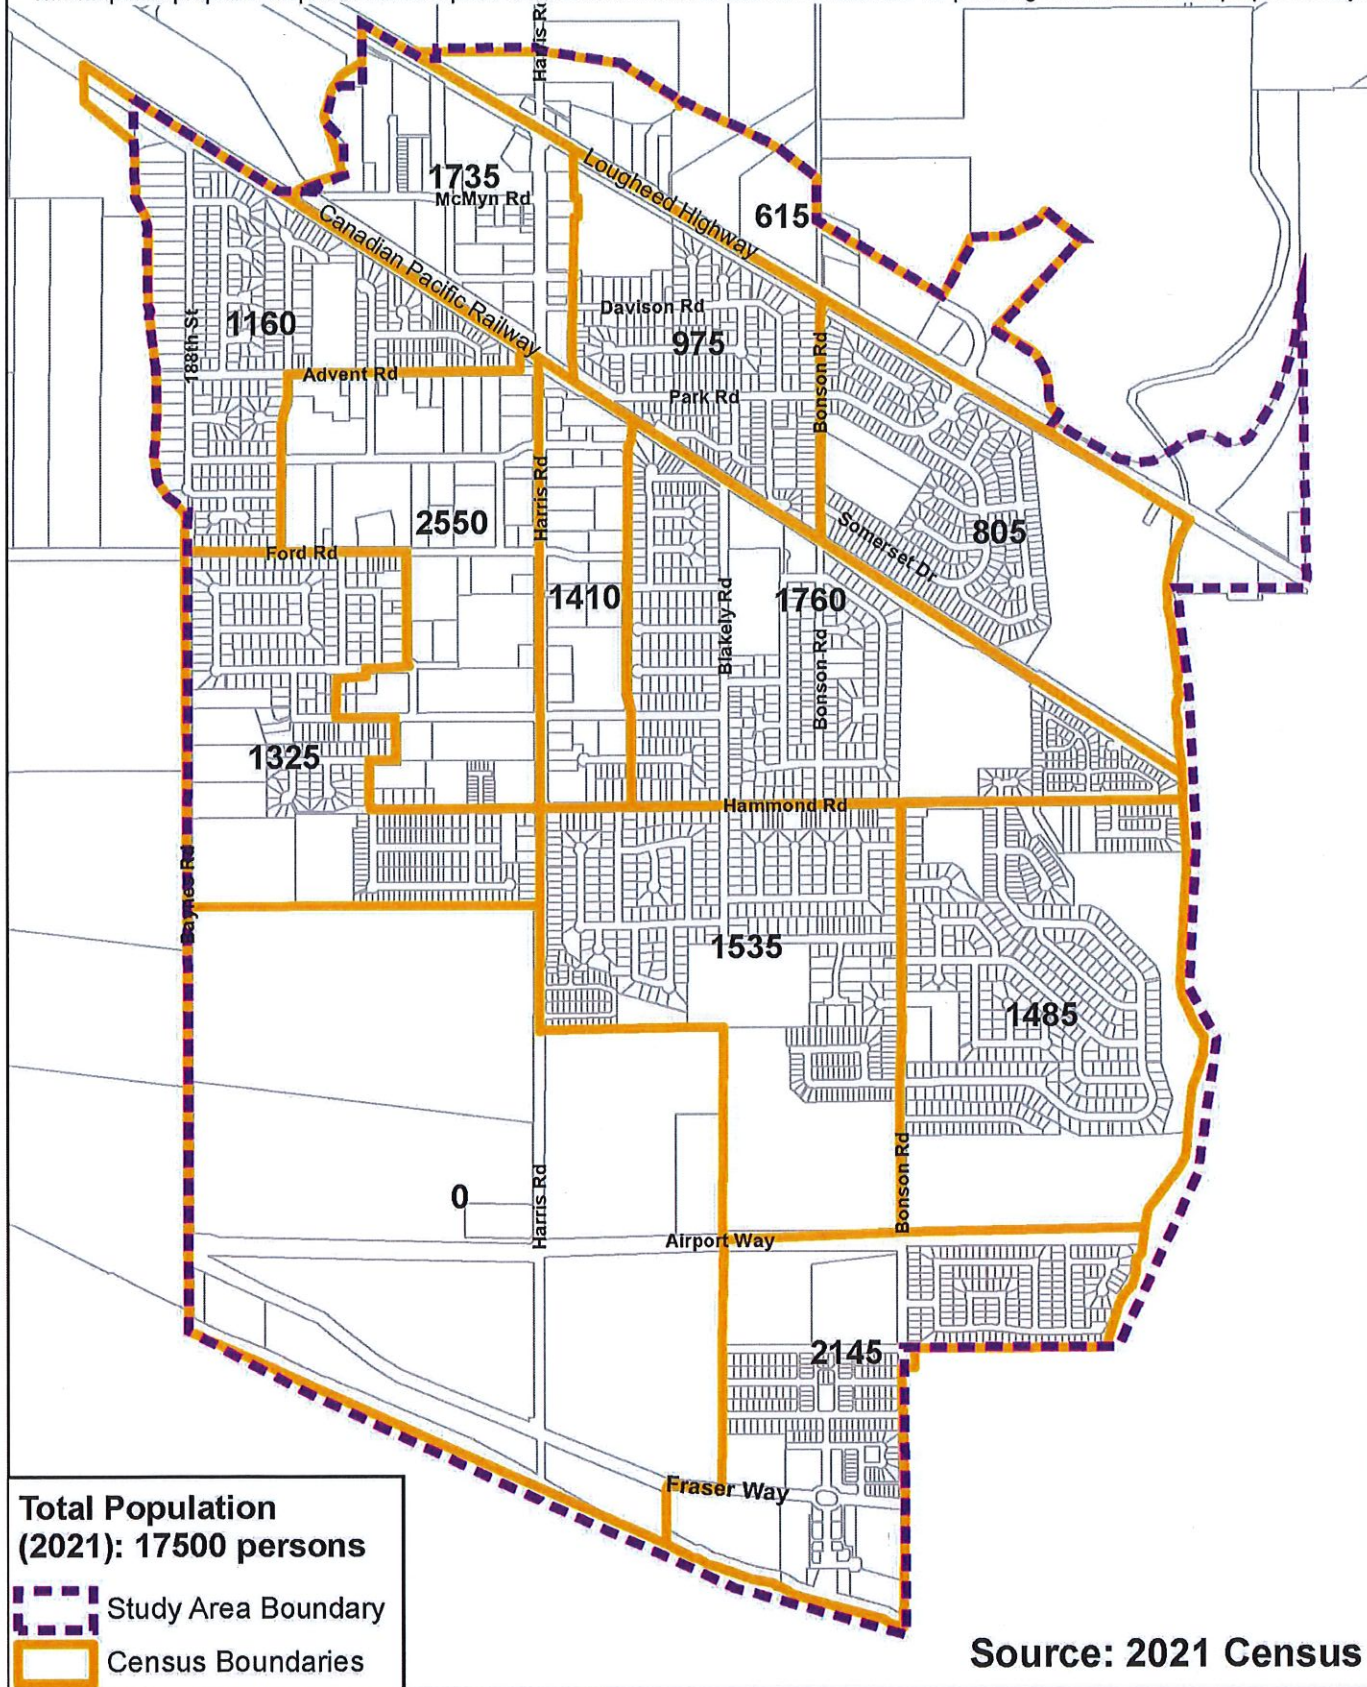 Harris Rd
1735
McMyn Rd
Lougheed Highway
615
Canadian Pacific Railway
188th St
1160
Davison Rd
975
Bonson Rd
Advent Rd
Park Rd
Harris Rd
2550
Somerset Dr
805
Ford Rd
1410
Blakely Rd
1760
Bonson Rd
1325
Hammond Rd
Baynes Rd
1535
1485
Bonson Rd
0
Harris Rd
Airport Way
2145
Fraser Way
Total Population
(2021): 17500 persons
Study Area Boundary
Census Boundaries
Source: 2021 Census